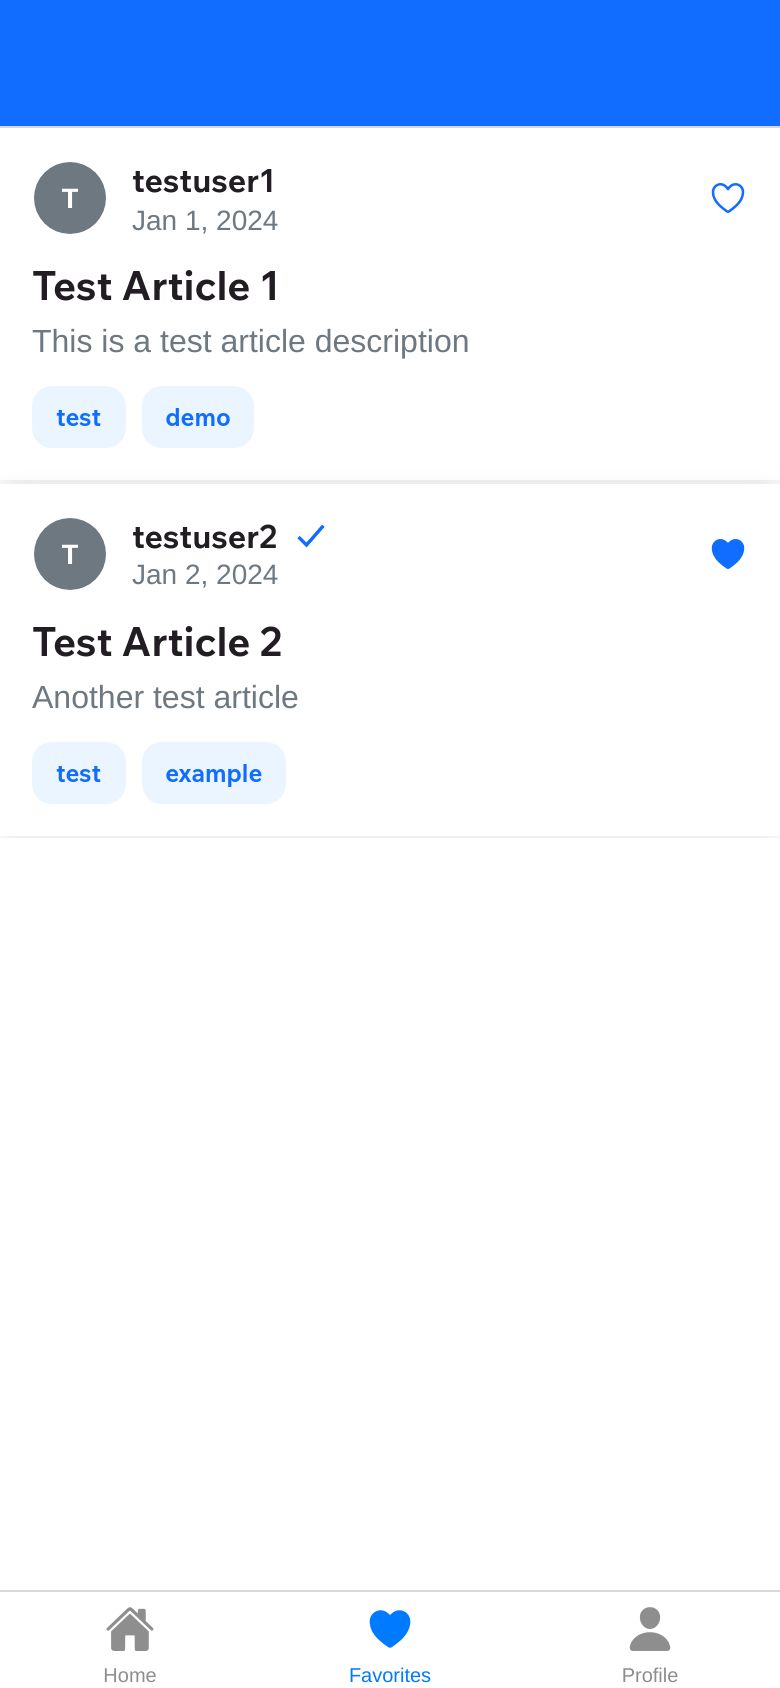 T
testuser1
Jan 1, 2024
Test Article 1
This is a test article description
test demo
T
testuser2
Jan 2, 2024
Test Article 2
Another test article
test example
Home Favorites Profile